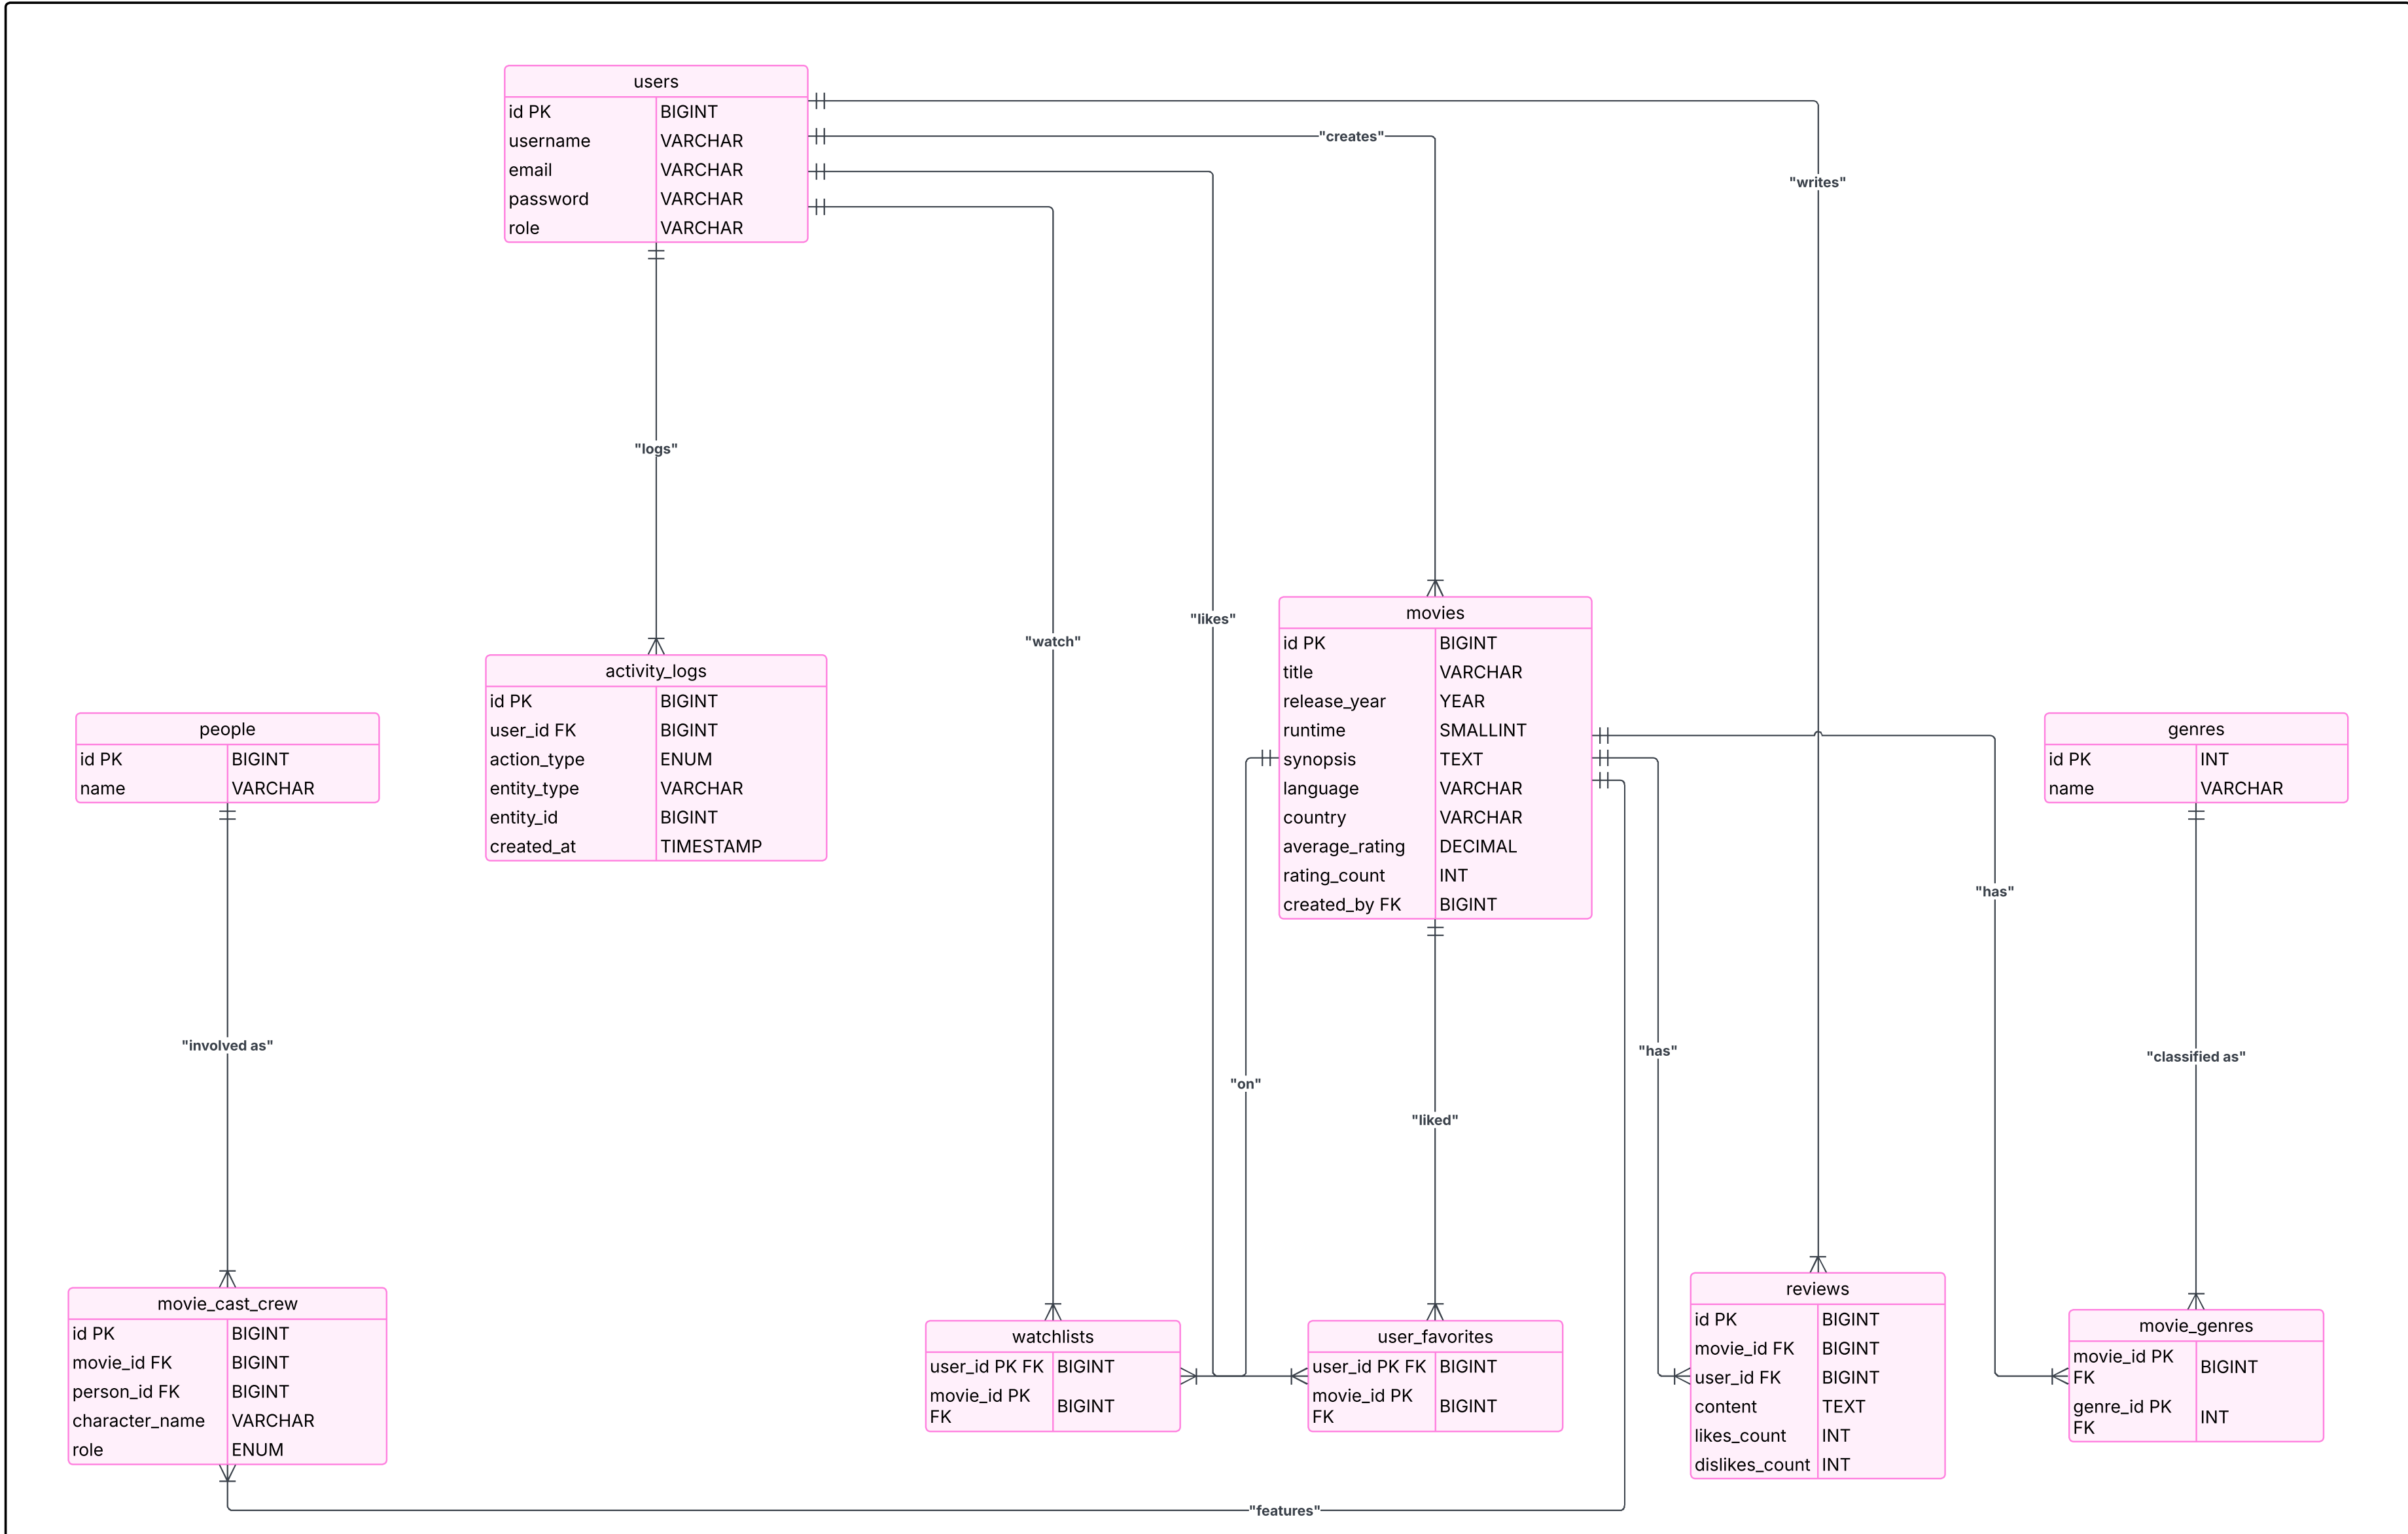 users
id PK BIGINT
username VARCHAR
email VARCHAR
password VARCHAR
role VARCHAR
"creates"
"writes"
"logs"
"likes"
"watch"
movies
id PK BIGINT
title VARCHAR
release_year YEAR
runtime SMALLINT
synopsis TEXT
language VARCHAR
country VARCHAR
average_rating DECIMAL
rating_count INT
created_by FK BIGINT
activity_logs
id PK BIGINT
user_id FK BIGINT
action_type ENUM
entity_type VARCHAR
entity_id BIGINT
created_at TIMESTAMP
people
id PK BIGINT
name VARCHAR
genres
id PK INT
name VARCHAR
"has"
"involved as"
"has"
"classified as"
"on"
"liked"
movie_cast_crew
id PK BIGINT
movie_id FK BIGINT
person_id FK BIGINT
character_name VARCHAR
role ENUM
watchlists
user_id PK FK BIGINT
movie_id PK
FK BIGINT
user_favorites
user_id PK FK BIGINT
movie_id PK
FK BIGINT
reviews
id PK BIGINT
movie_id FK BIGINT
user_id FK BIGINT
content TEXT
likes_count INT
dislikes_count INT
movie_genres
movie_id PK
FK BIGINT
genre_id PK
FK INT
"features"